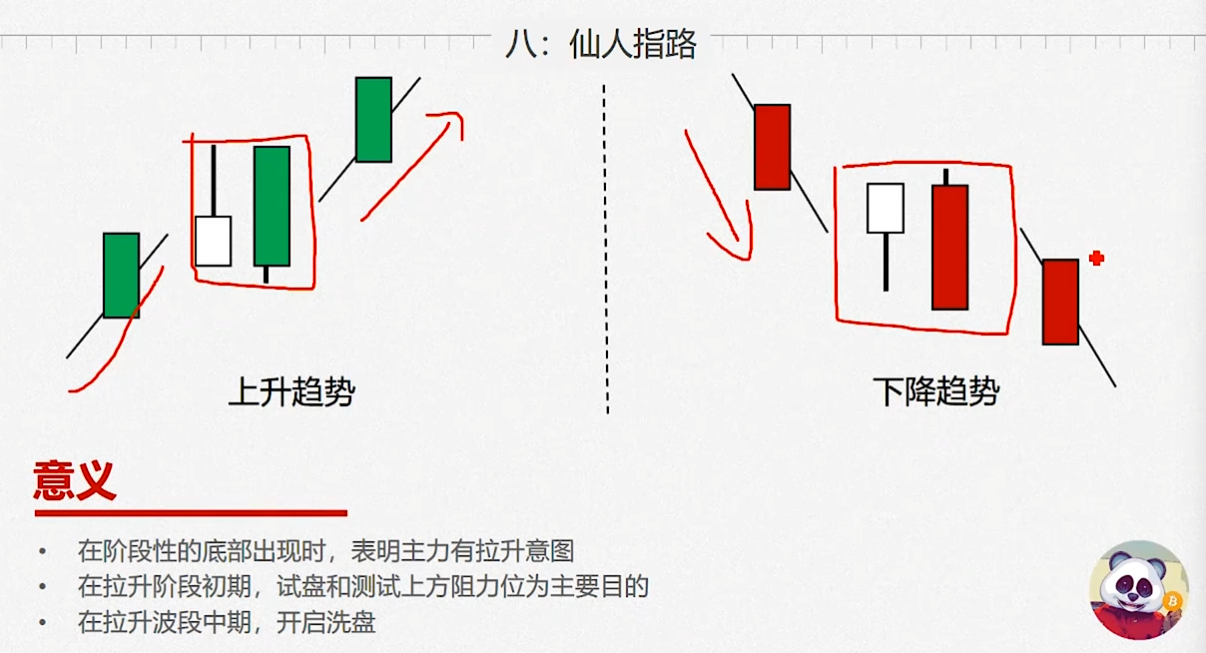 八：仙人指路
上升趋势
下降趋势
意义
• 在阶段性的底部出现时，表明主力有拉升意图
• 在拉升阶段初期，试盘和测试上方阻力位为主要目的
• 在拉升波段中期，开启洗盘